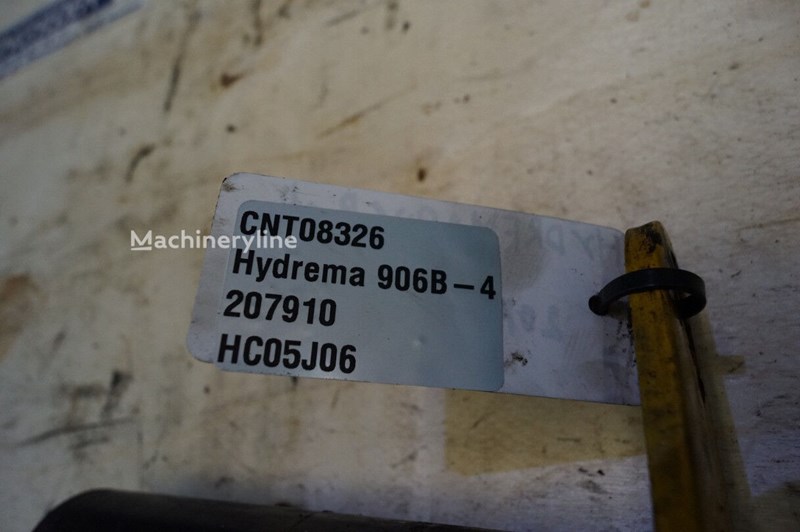 CNT08326
Machineryline
Hydrema 906B-4
207910
HC05J06